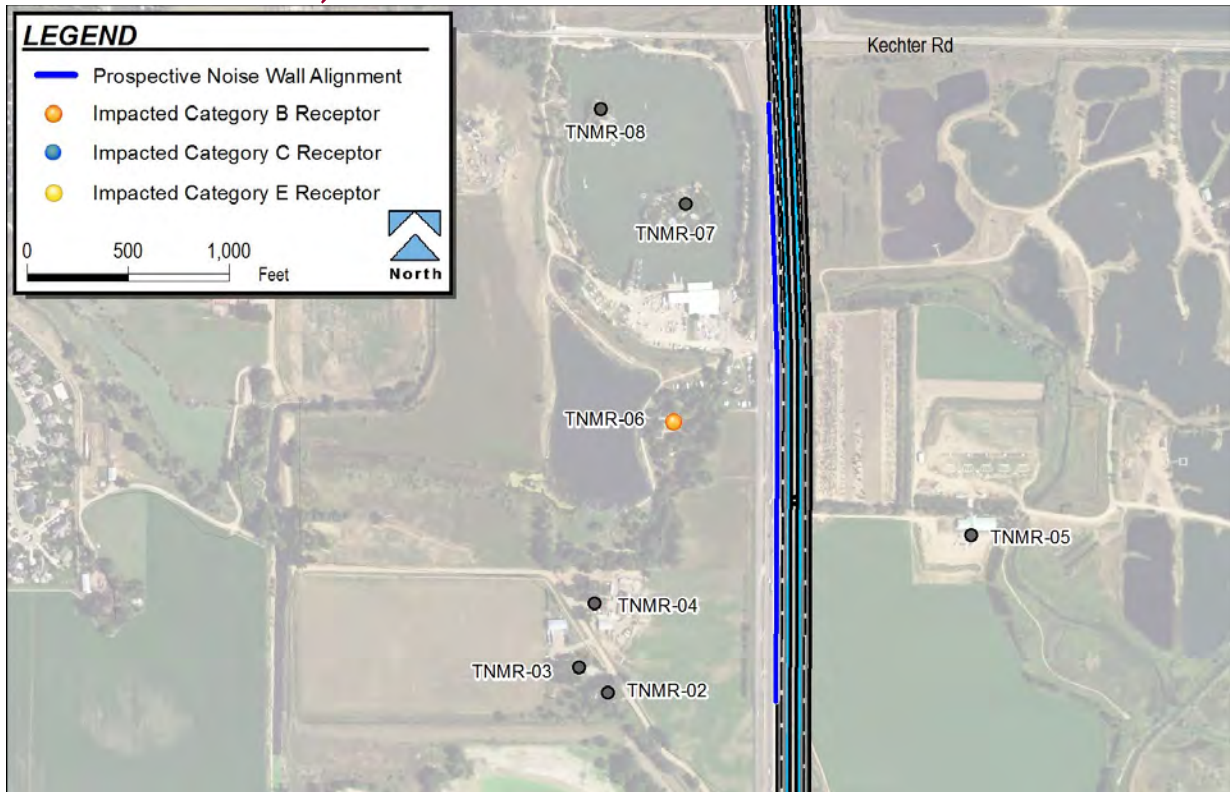 LEGEND
Prospective Noise Wall Alignment
Impacted Category B Receptor
Impacted Category C Receptor
Impacted Category E Receptor
0 500 1,000
Feet
North
Kechter Rd
TNMR-08
TNMR-07
TNMR-06
TNMR-05
TNMR-04
TNMR-03
TNMR-02